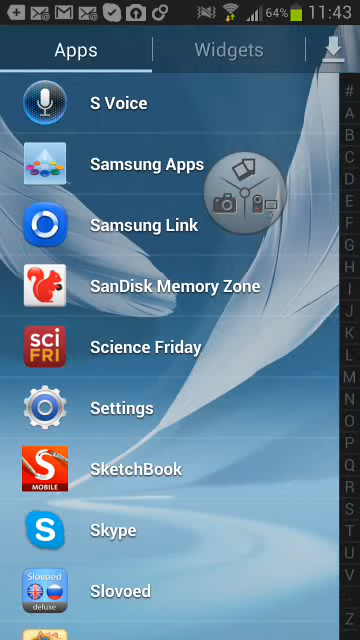 64% 11:43
Apps Widgets
S Voice
Samsung Apps
Samsung Link
SanDisk Memory Zone
sci
FRI
Science Friday
Settings
S
MOBILE
SketchBook
S
Skype
Slovoed
deluxe
Slovoed
#
A
B
C
D
E
F
G
H
I
J
K
L
M
N
O
P
Q
R
S
T
U
V
Z